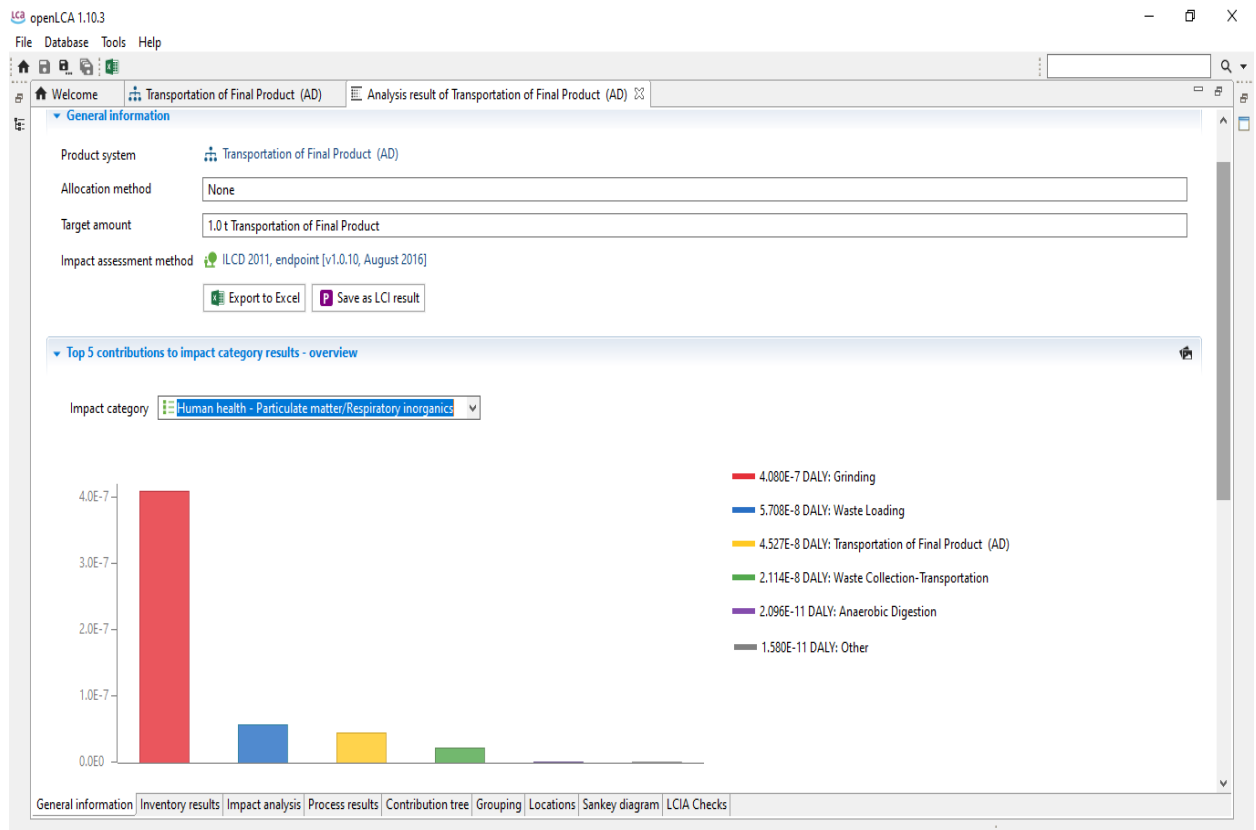 LCA openLCA 1.10.3
File Database Tools Help
Welcome Transportation of Final Product (AD) Analysis result of Transportation of Final Product (AD)
General information
Product system Transportation of Final Product (AD)
Allocation method None
Target amount 1.0 t Transportation of Final Product
Impact assessment method ILCD 2011, endpoint [v1.0.10, August 2016]
Export to Excel P Save as LCI result
Top 5 contributions to impact category results - overview
Impact category Human health - Particulate matter/Respiratory inorganics
4.0E-7
3.0E-7
2.0E-7
1.0E-7
0.0E0
4.080E-7 DALY: Grinding
5.708E-8 DALY: Waste Loading
4.527E-8 DALY: Transportation of Final Product (AD)
2.114E-8 DALY: Waste Collection-Transportation
2.096E-11 DALY: Anaerobic Digestion
1.580E-11 DALY: Other
General information Inventory results Impact analysis Process results Contribution tree Grouping Locations Sankey diagram LCIA Checks